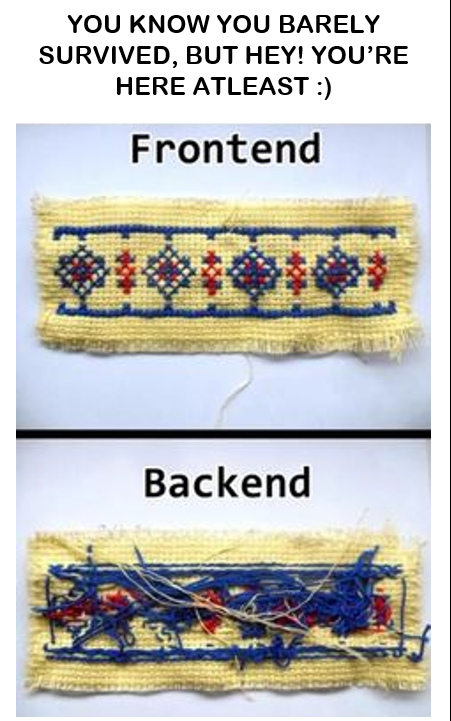 YOU KNOW YOU BARELY
SURVIVED, BUT HEY! YOU’RE
HERE ATLEAST :)
Frontend
Backend